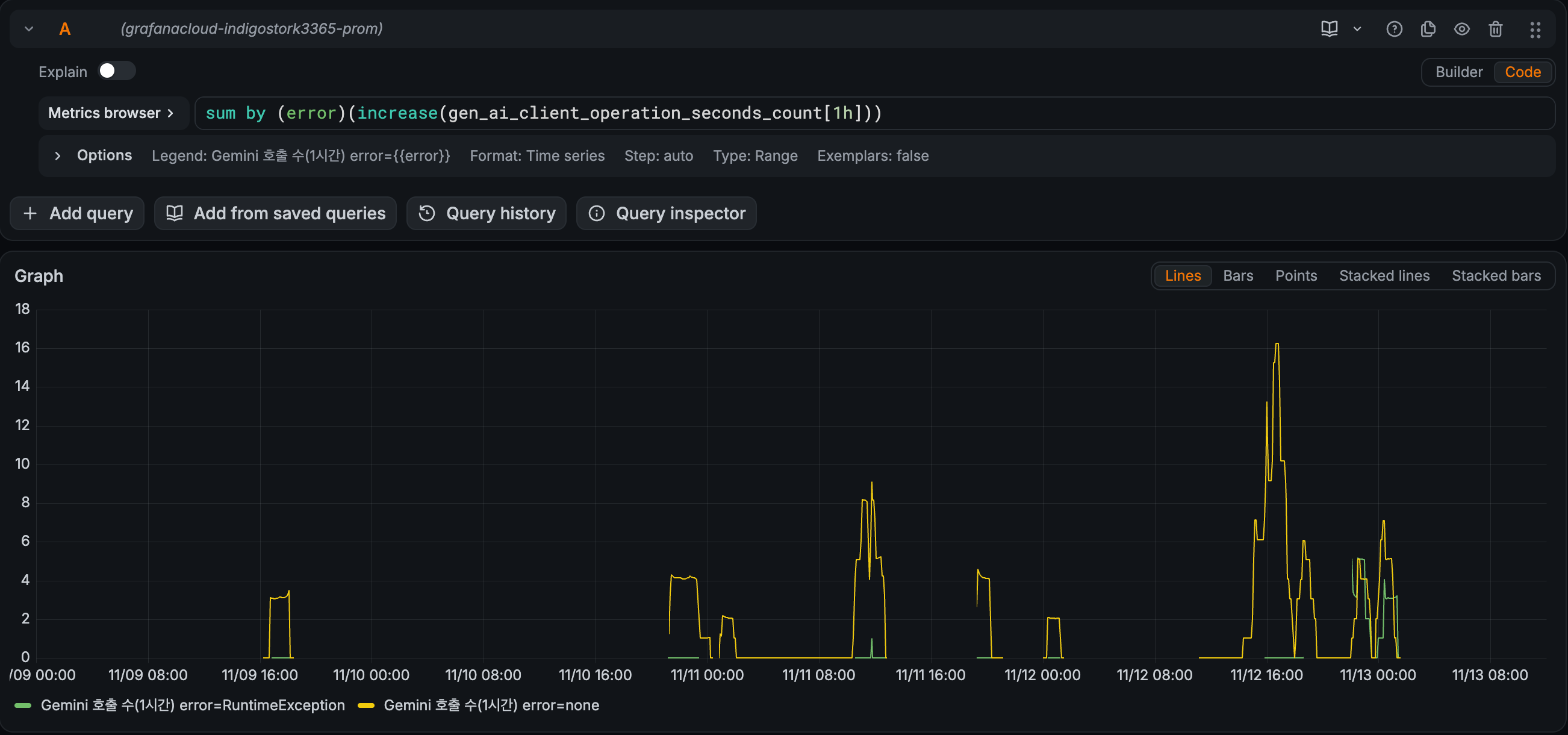 A (grafanacloud-indigostork3365-prom)
Explain Builder Code
Metrics browser > sum by (error)(increase(gen_ai_client_operation_seconds_count[1h]))
> Options Legend: Gemini 호출 수(1시간) error={{error}} Format: Time series Step: auto Type: Range Exemplars: false
+ Add query Add from saved queries Query history Query inspector
Graph Lines Bars Points Stacked lines Stacked bars
18
16
14
12
10
8
6
4
2
0
/09 00:00 11/09 08:00 11/09 16:00 11/10 00:00 11/10 08:00 11/10 16:00 11/11 00:00 11/11 08:00 11/11 16:00 11/12 00:00 11/12 08:00 11/12 16:00 11/13 00:00 11/13 08:00
Gemini 호출 수(1시간) error=RuntimeException Gemini 호출 수(1시간) error=none